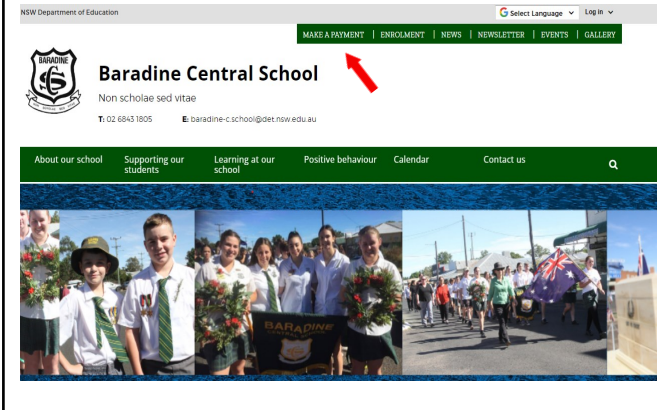 NSW Department of Education
Select Language
Log in
MAKE A PAYMENT | ENROLMENT | NEWS | NEWSLETTER | EVENTS | GALLERY
BARADINE
Baradine Central School
Non scholae sed vitae
T: 02 6843 1805 E: baradine-c.school@det.nsw.edu.au
About our school
Supporting our students
Learning at our school
Positive behaviour
Calendar
Contact us
BARADINE